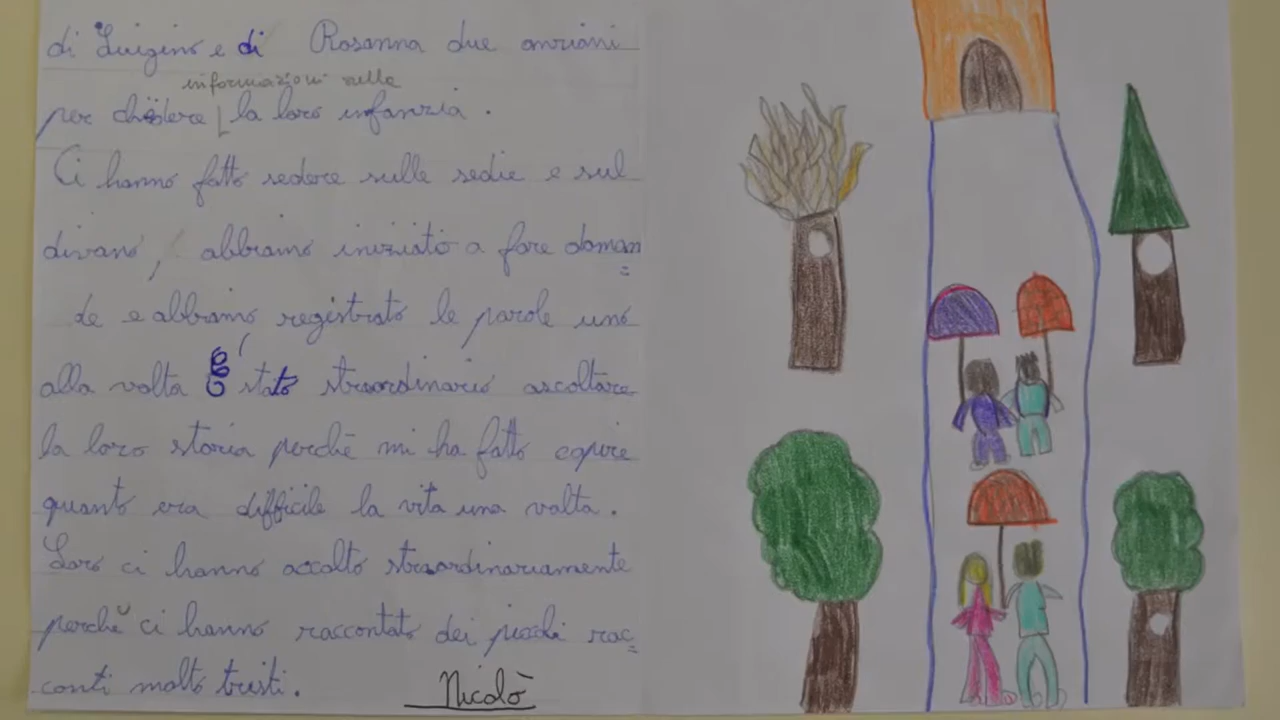 di Luigino e di Rosanna due anziani
informazioni sulla
per chiedere la loro infanzia.
Ci hanno fatto sedere sulle sedie e sul
divano, abbiamo iniziato a fare doman=
de e abbiamo registrato le parole uno
alla volta È stato straordinario ascoltare
la loro storia perchè mi ha fatto capire
quanto era difficile la vita una volta.
Loro ci hanno accolto straordinariamente
perchè ci hanno raccontato dei piccoli rac=
conti molto tristi.
Nicolò